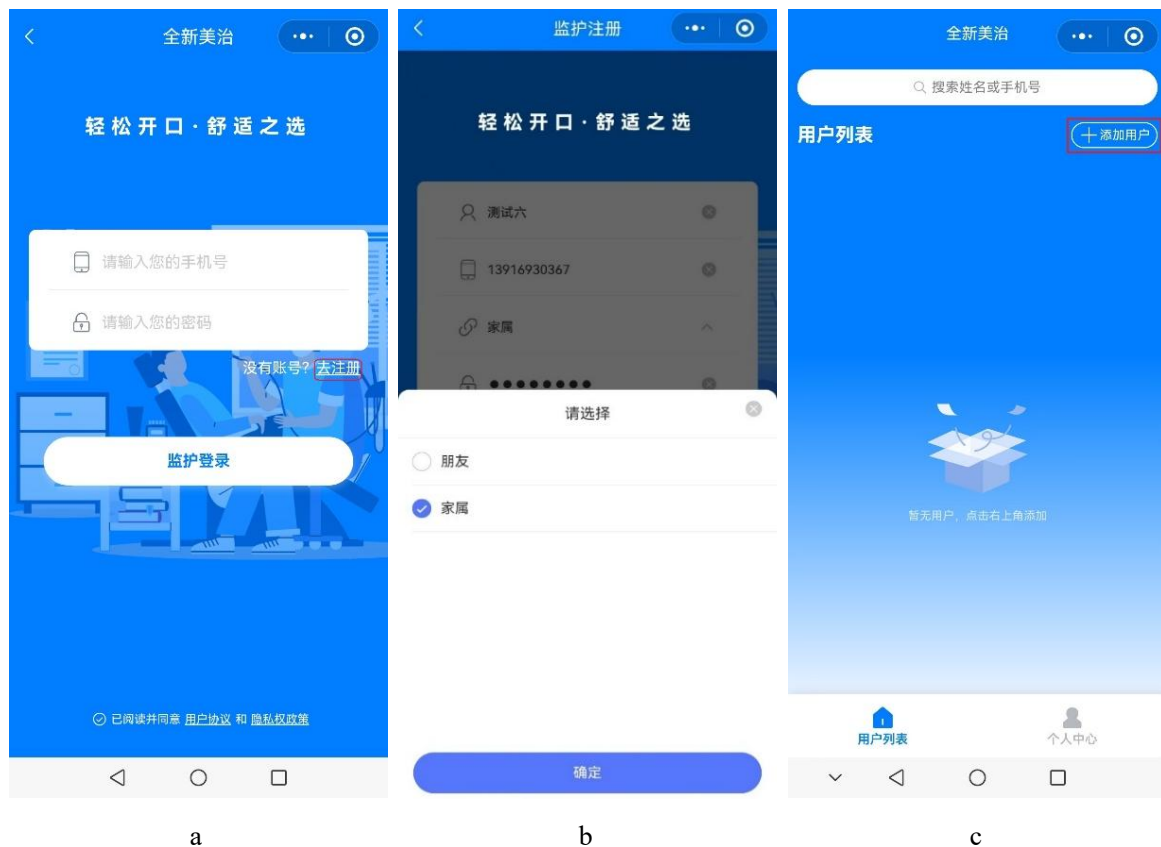 全新美治
轻松开口·舒适之选
请输入您的手机号
请输入您的密码
没有账号? 去注册
监护登录
已阅读并同意 用户协议 和 隐私权政策
a
监护注册
轻松开口·舒适之选
测试六
13916930367
家属
●●●●●●●●
请选择
朋友
家属
确定
b
全新美治
搜索姓名或手机号
用户列表
添加用户
暂无用户，点击右上角添加
用户列表
个人中心
c